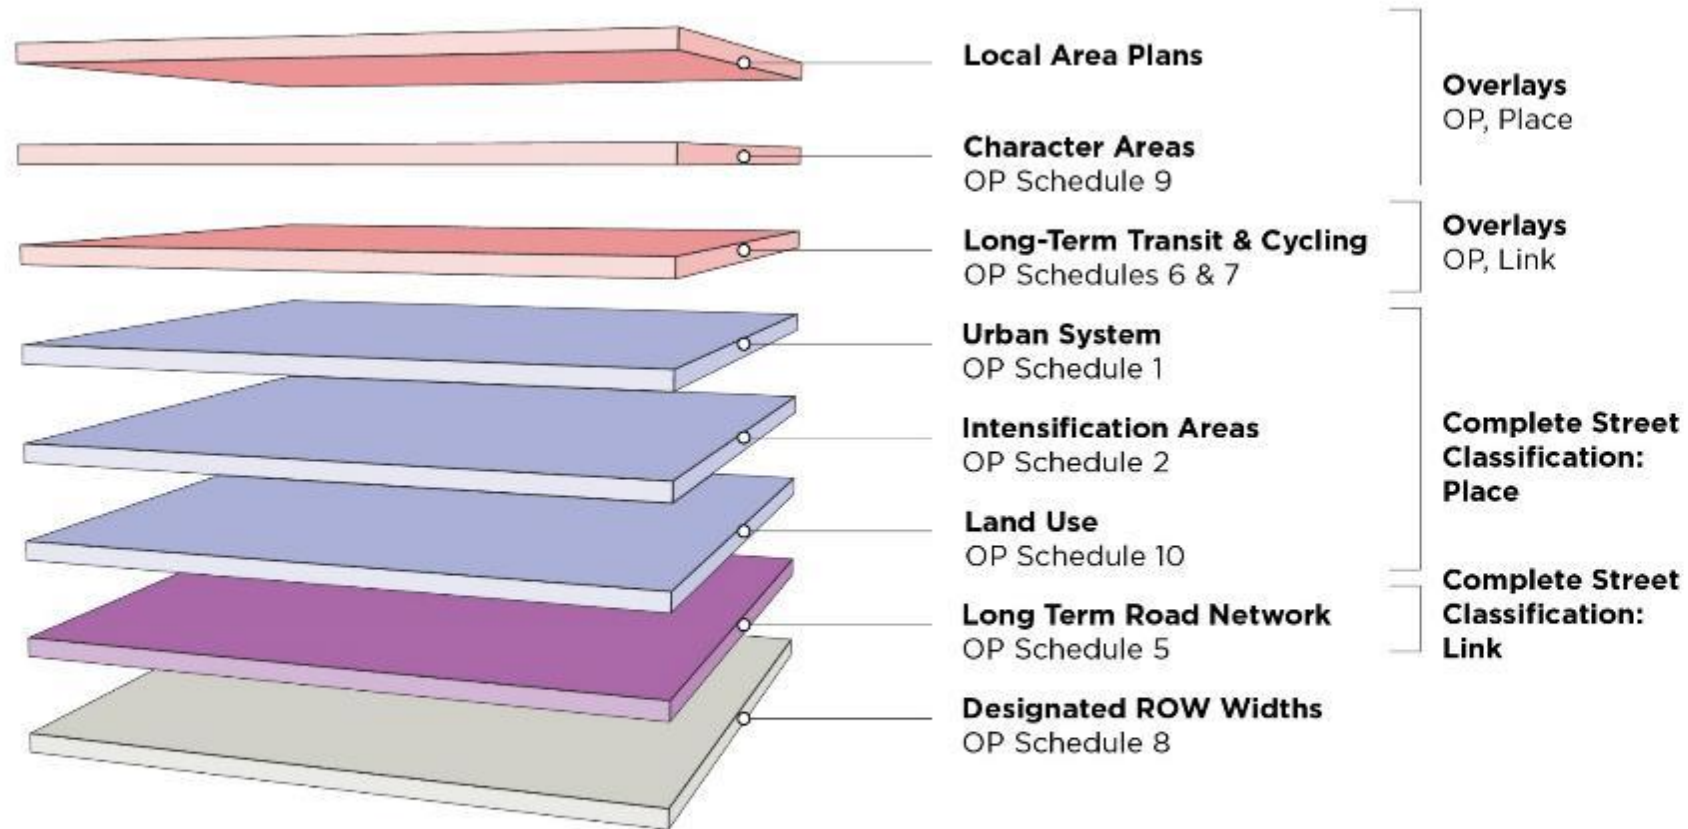 Local Area Plans
Character Areas
OP Schedule 9
Long-Term Transit & Cycling
OP Schedules 6 & 7
Urban System
OP Schedule 1
Intensification Areas
OP Schedule 2
Land Use
OP Schedule 10
Long Term Road Network
OP Schedule 5
Designated ROW Widths
OP Schedule 8
Overlays
OP, Place
Overlays
OP, Link
Complete Street
Classification:
Place
Complete Street
Classification:
Link